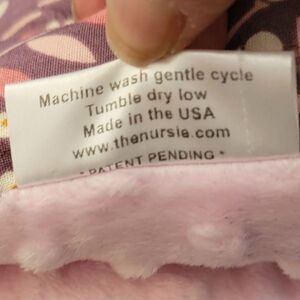 Machine wash gentle cycle
Tumble dry low
Made in the USA
www.thenursie.com
* PATENT PENDING *